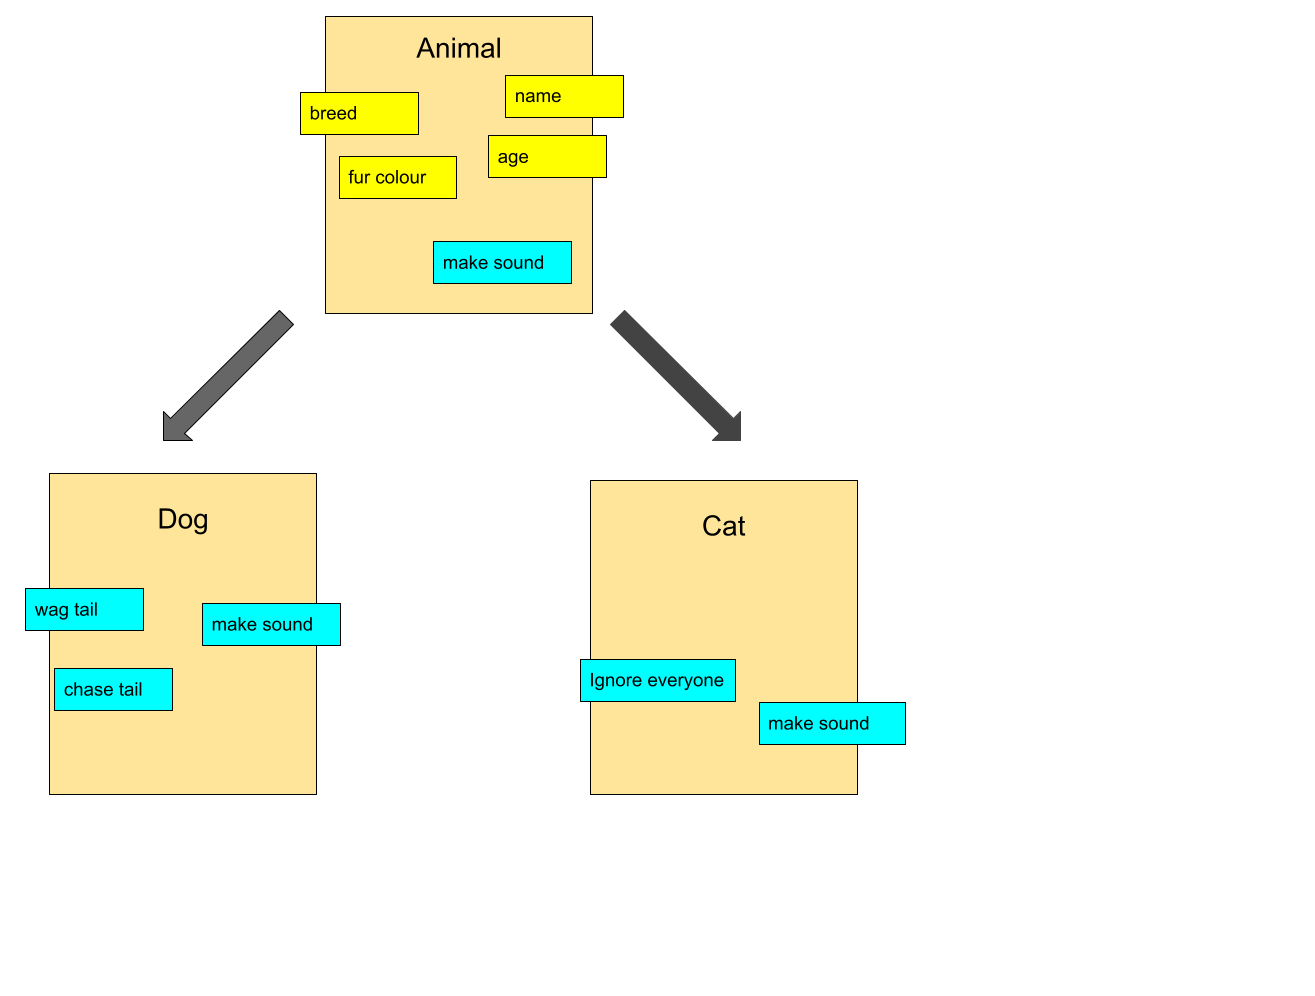 Animal
name
breed
age
fur colour
make sound
Dog
Cat
wag tail
make sound
chase tail
Ignore everyone
make sound